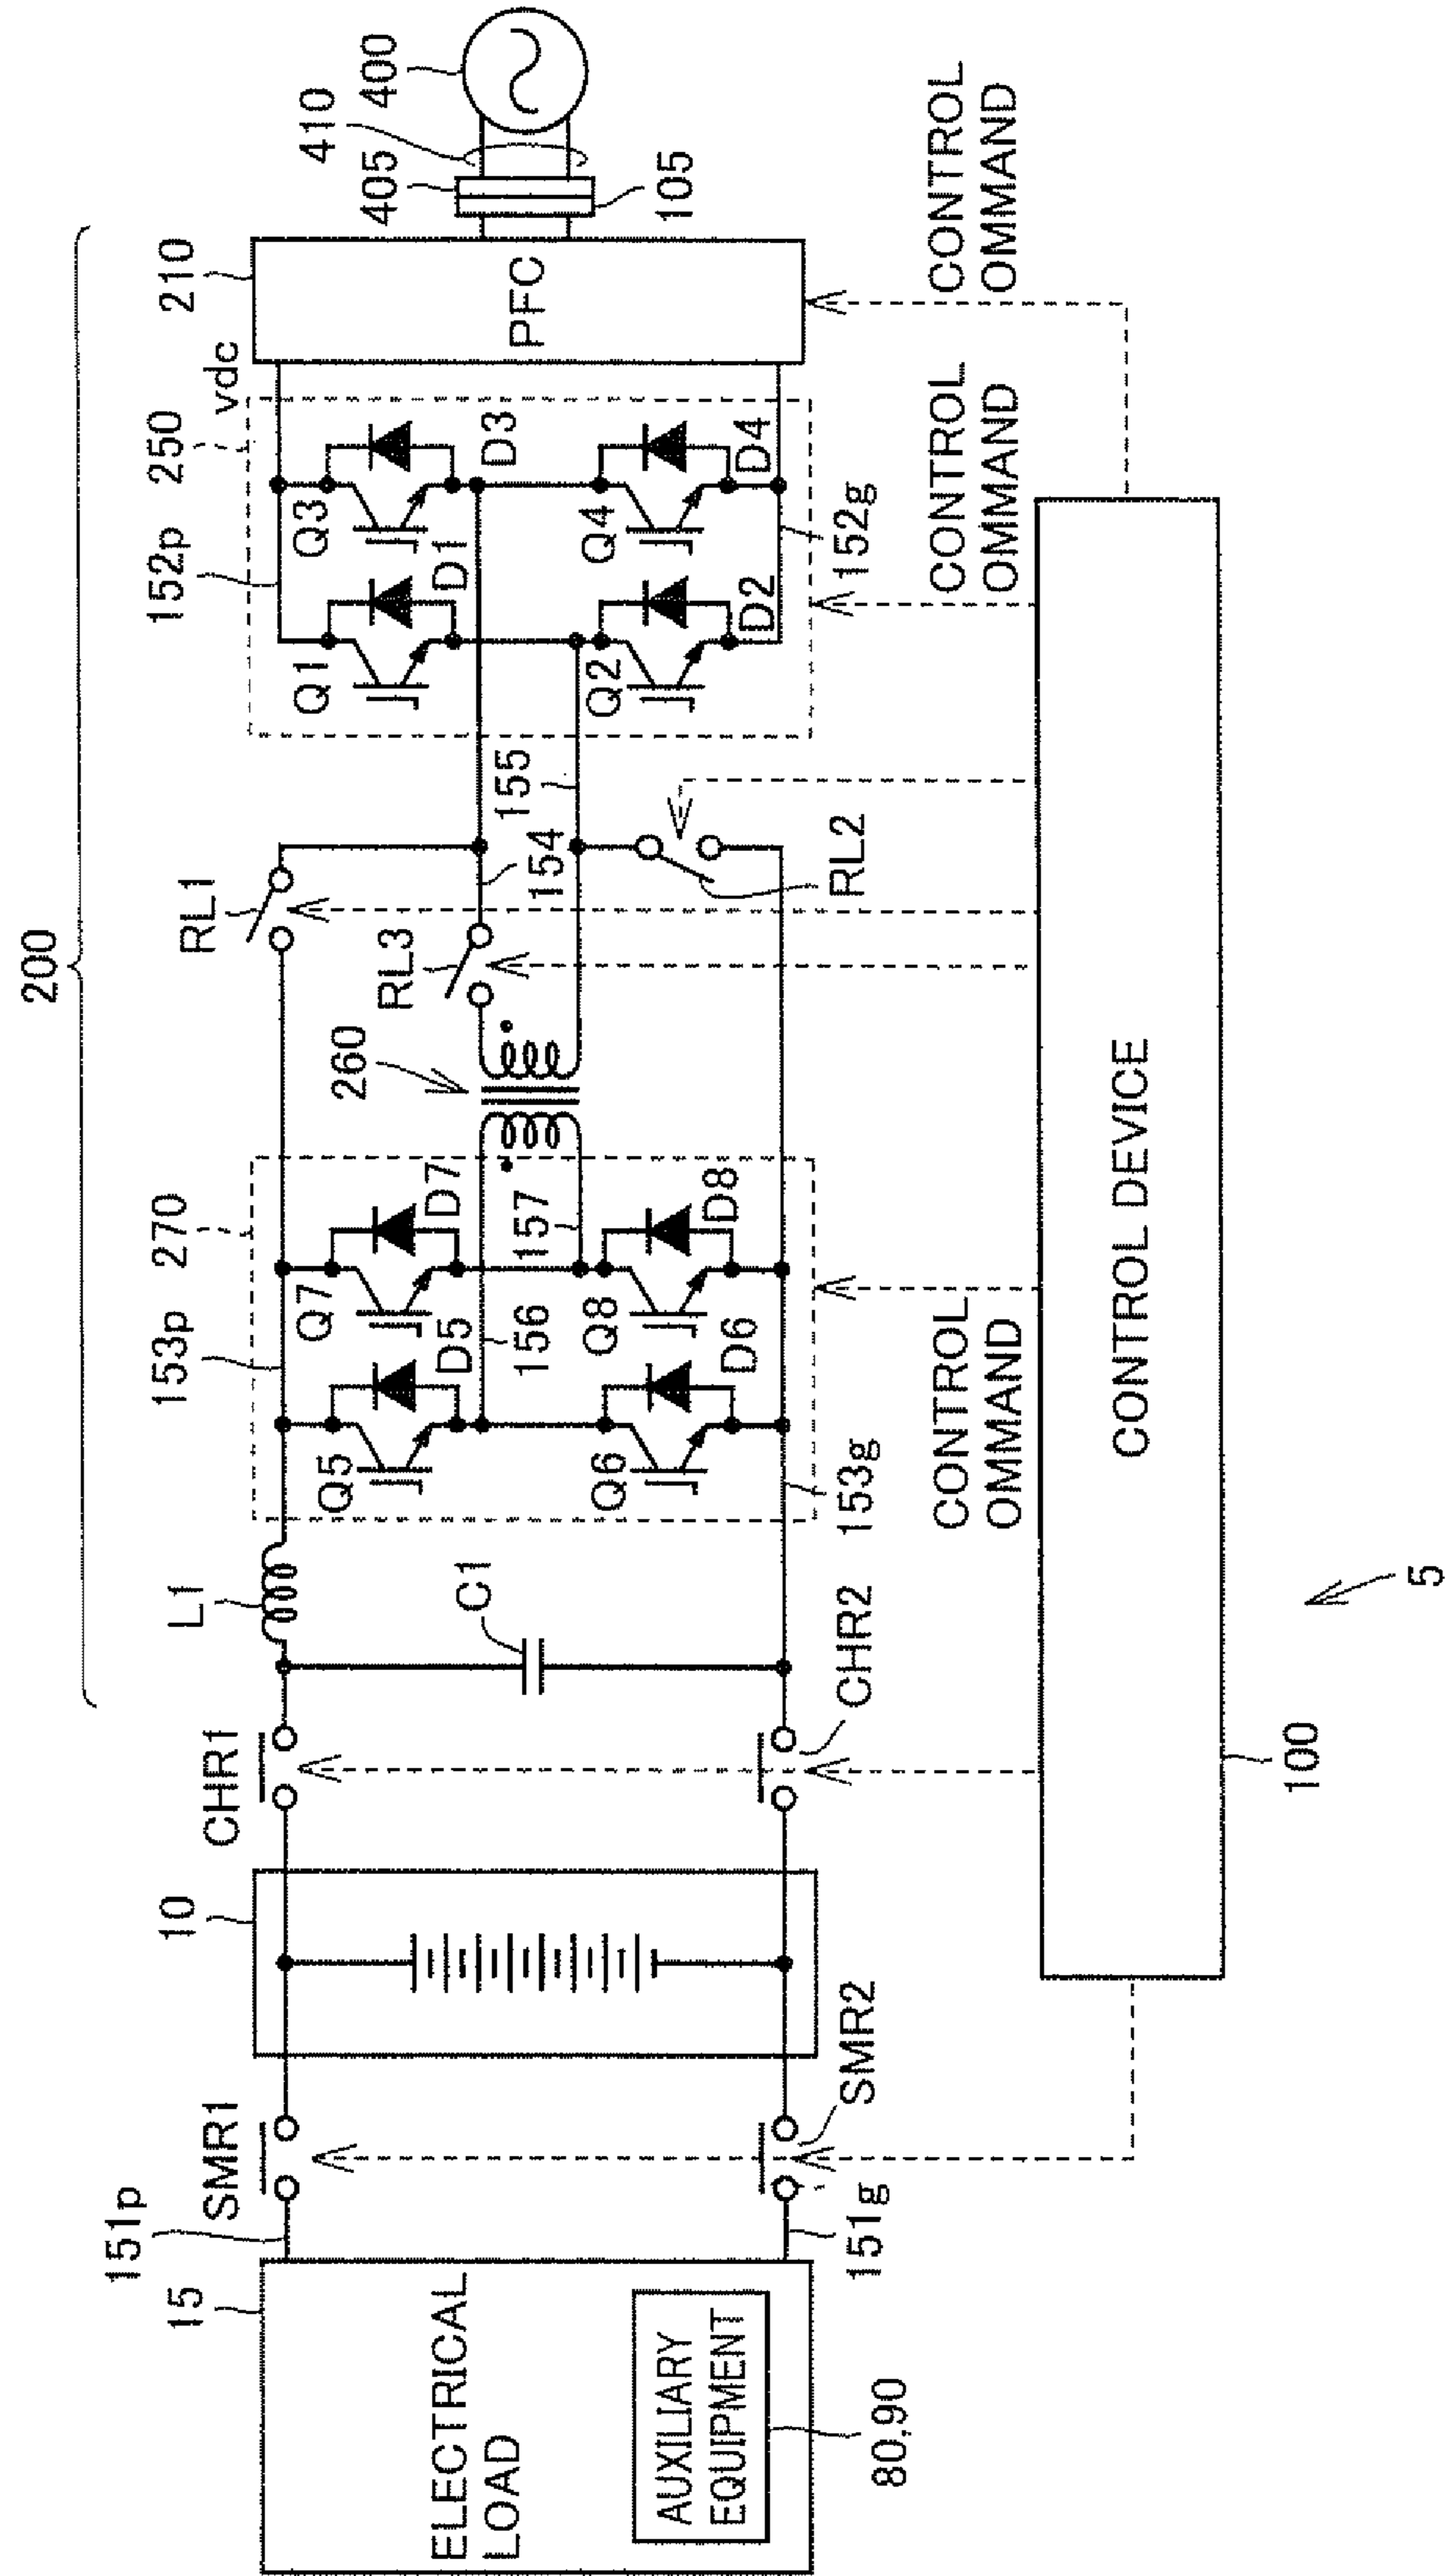 200
RL1
L1
CHR1
SMR1
151p
15
10
153p
270
260
RL3
152p
250
vdc
210
405
410
400
ELECTRICAL
LOAD
AUXILIARY
EQUIPMENT
80,90
151g
SMR2
CHR2
C1
Q5
D5
Q7
D7
156
157
Q6
D6
Q8
D8
153g
154
155
RL2
Q1
D1
Q3
D3
Q2
D2
Q4
D4
152g
PFC
105
CONTROL
OMMAND
CONTROL
OMMAND
CONTROL
OMMAND
CONTROL DEVICE
100
5